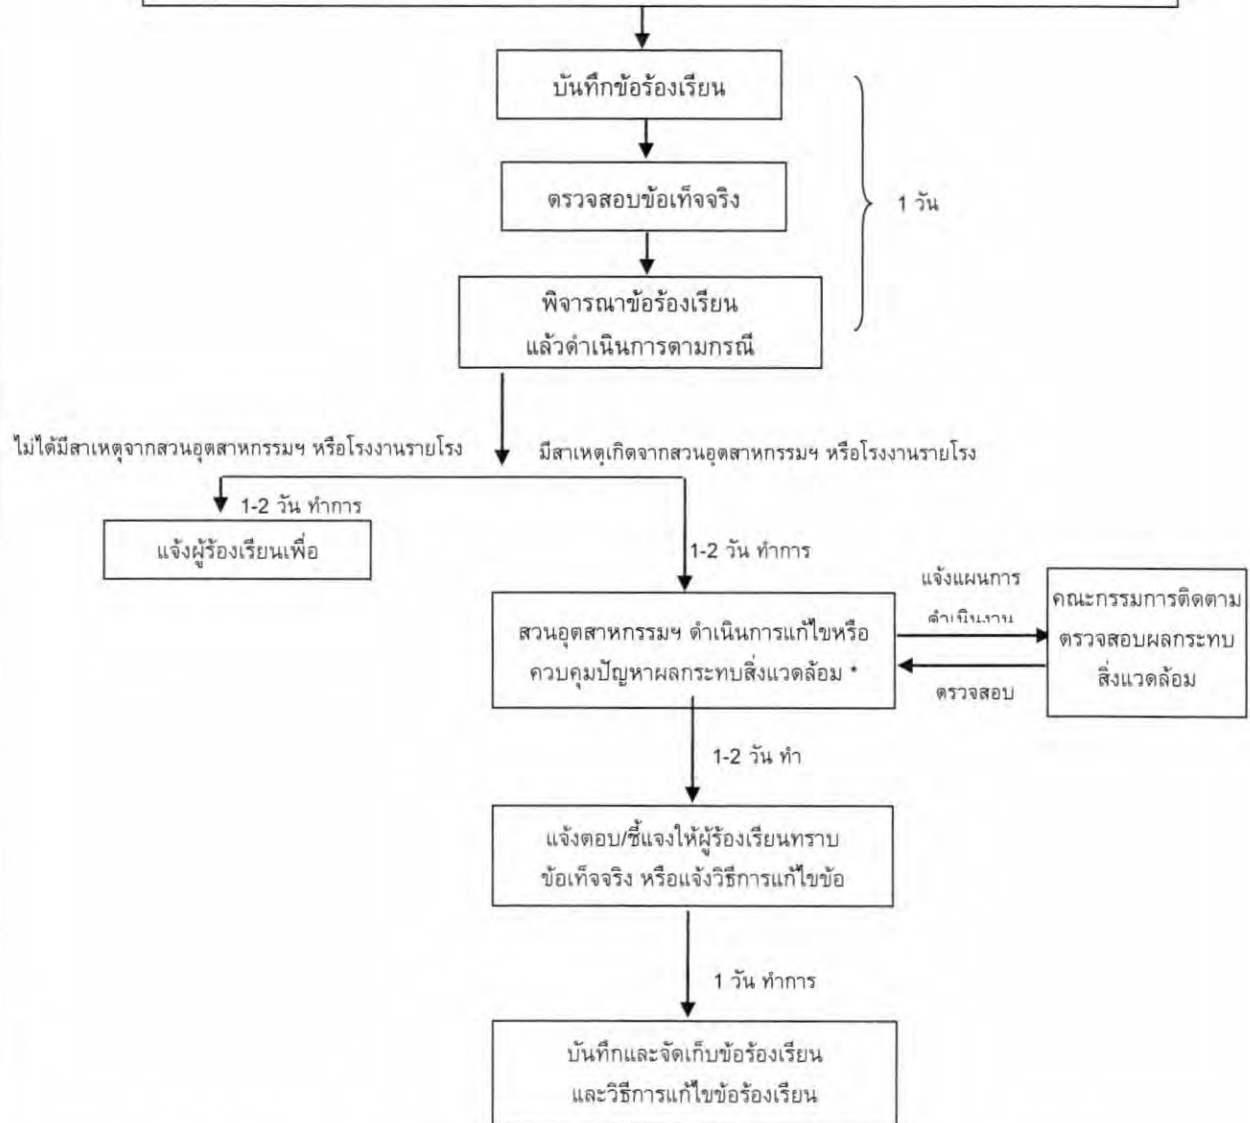 บันทึกข้อร้องเรียน
ตรวจสอบข้อเท็จจริง
1 วัน
พิจารณาข้อร้องเรียน
แล้วดำเนินการตามกรณี
ไม่ได้มีสาเหตุจากสวนอุตสาหกรรมฯ หรือโรงงานรายโรง
มีสาเหตุเกิดจากสวนอุตสาหกรรมฯ หรือโรงงานรายโรง
1-2 วัน ทำการ
แจ้งผู้ร้องเรียนเพื่อ
1-2 วัน ทำการ
สวนอุตสาหกรรมฯ ดำเนินการแก้ไขหรือ
ควบคุมปัญหาผลกระทบสิ่งแวดล้อม *
แจ้งแผนการ
ดำเนินงาน
ตรวจสอบ
คณะกรรมการติดตาม
ตรวจสอบผลกระทบ
สิ่งแวดล้อม
1-2 วัน ทำ
แจ้งตอบ/ชี้แจงให้ผู้ร้องเรียนทราบ
ข้อเท็จจริง หรือแจ้งวิธีการแก้ไขข้อ
1 วัน ทำการ
บันทึกและจัดเก็บข้อร้องเรียน
และวิธีการแก้ไขข้อร้องเรียน